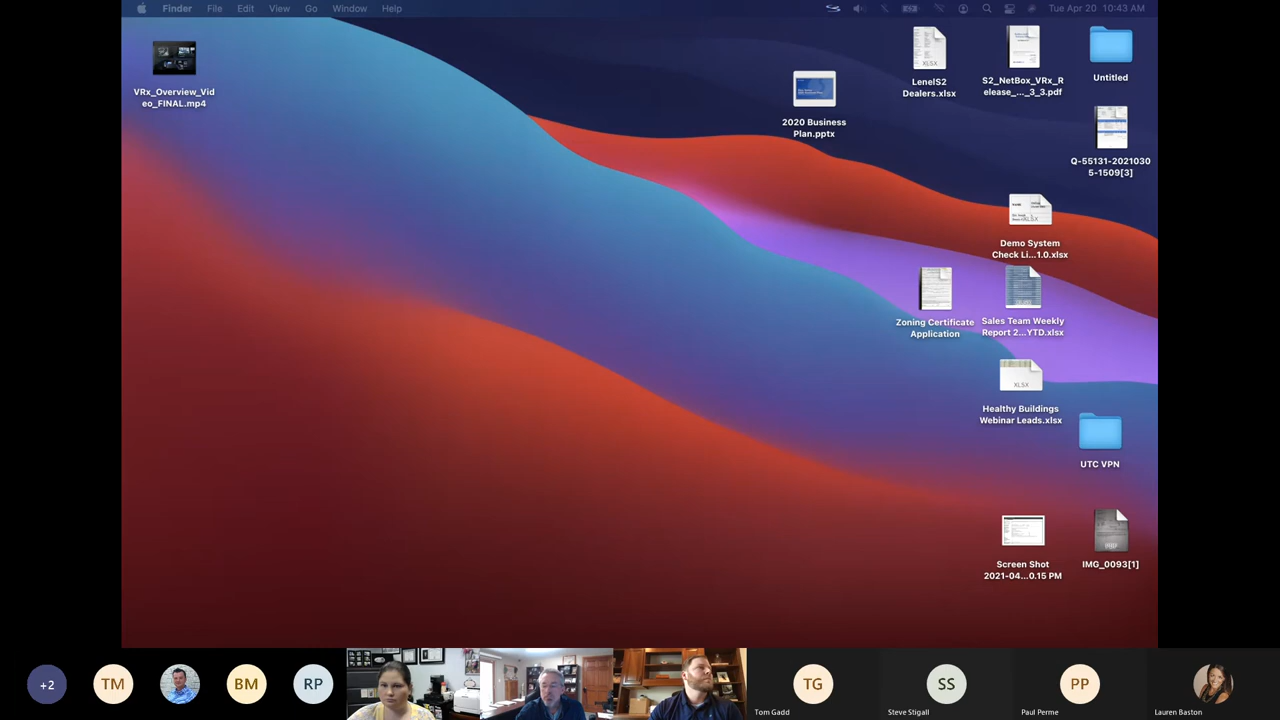 Finder File Edit View Go Window Help Tue Apr 20 10:43 AM
VRx_Overview_Vid
eo_FINAL.mp4
2020 Business
Plan.pptx
XLSX
LenelS2
Dealers.xlsx
S2_NetBox_VRx_R
elease_..._3_3.pdf
Untitled
Q-55131-2021030
5-1509[3]
XLSX
Demo System
Check Li...1.0.xlsx
Zoning Certificate
Application
Sales Team Weekly
Report 2...YTD.xlsx
XLSX
Healthy Buildings
Webinar Leads.xlsx
UTC VPN
Screen Shot
2021-04...0.15 PM
IMG_0093[1]
+2
TM
BM
RP
TG
Tom Gadd
SS
Steve Stigall
PP
Paul Perme
Lauren Baston